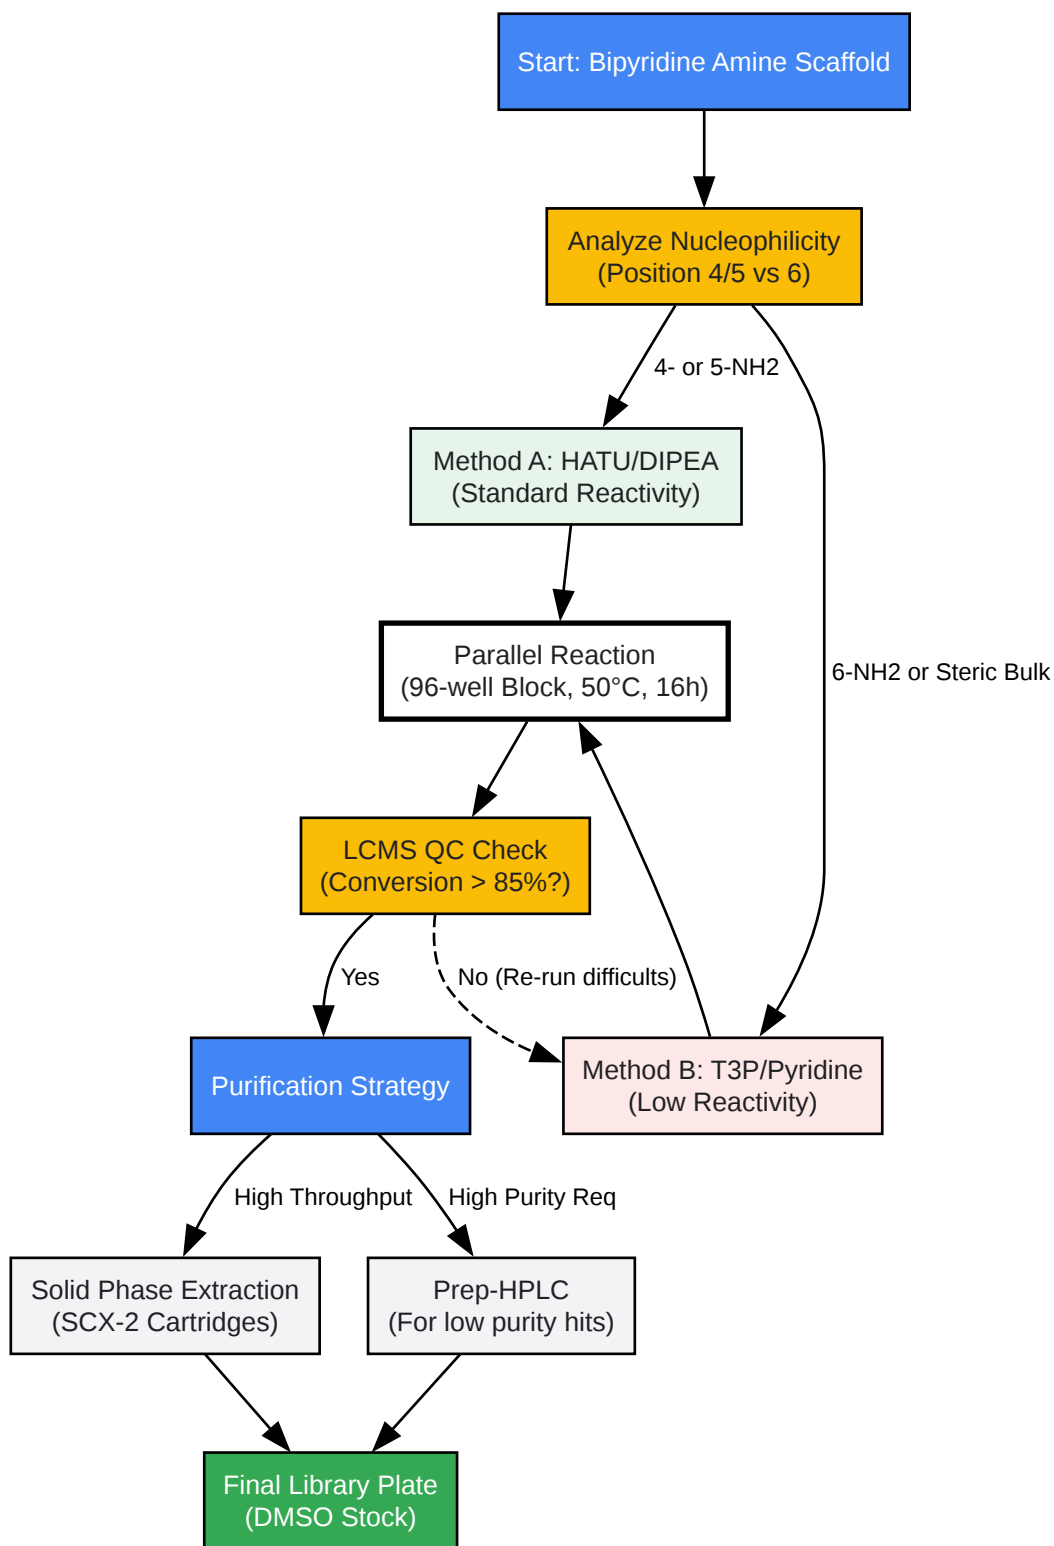 Start: Bipyridine Amine Scaffold
Analyze Nucleophilicity
(Position 4/5 vs 6)
4- or 5-NH2
Method A: HATU/DIPEA
(Standard Reactivity)
Parallel Reaction
(96-well Block, 50°C, 16h)
6-NH2 or Steric Bulk
LCMS QC Check
(Conversion > 85%?)
Yes
No (Re-run difficults)
Purification Strategy
Method B: T3P/Pyridine
(Low Reactivity)
High Throughput
High Purity Req
Solid Phase Extraction
(SCX-2 Cartridges)
Prep-HPLC
(For low purity hits)
Final Library Plate
(DMSO Stock)